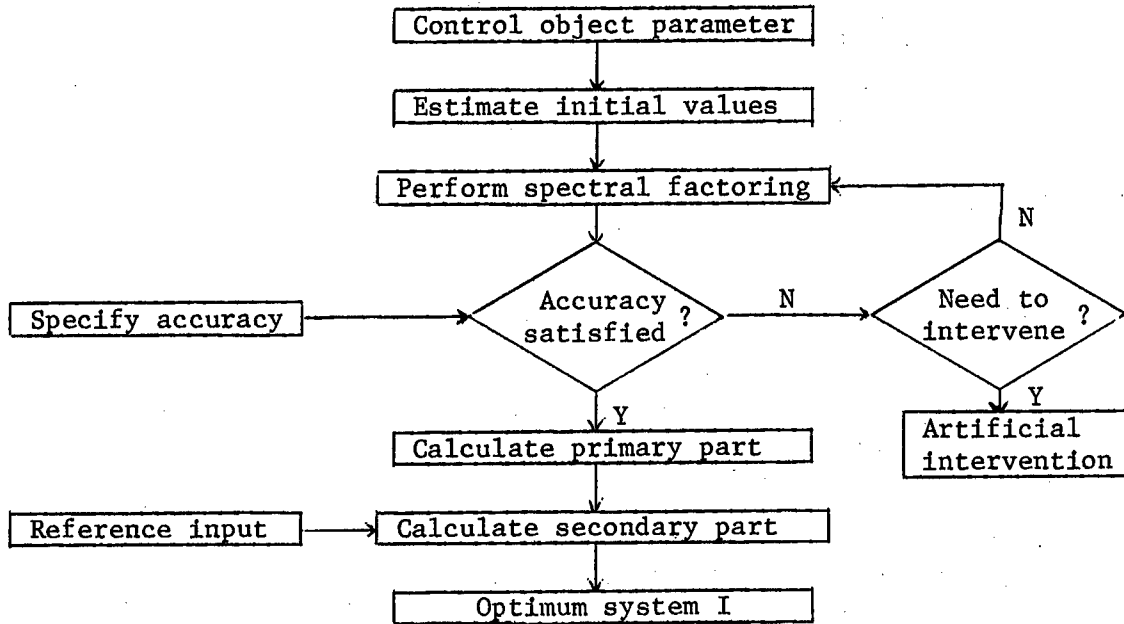 Control object parameter
Estimate initial values
Perform spectral factoring
N
Specify accuracy
Accuracy
satisfied ?
N
Need to
intervene ?
Y
Y
Calculate primary part
Artificial
intervention
Reference input
Calculate secondary part
Optimum system I